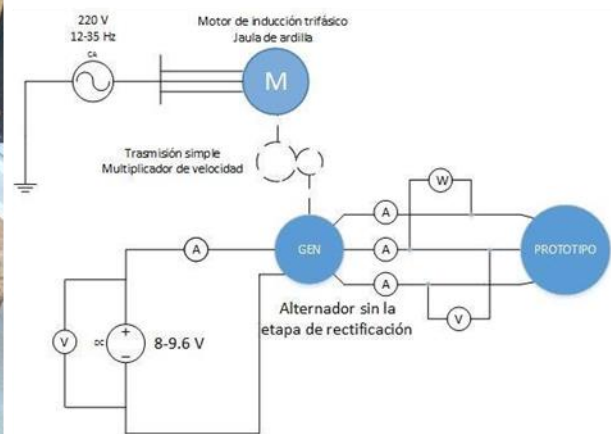 220 V
12-35 Hz
CA
Motor de inducción trifásico
Jaula de ardilla
M
Trasmisión simple
Multiplicador de velocidad
W
A
A
GEN
A
PROTOTIPO
A
Alternador sin la
etapa de rectificación
V
V
+
−
8-9.6 V